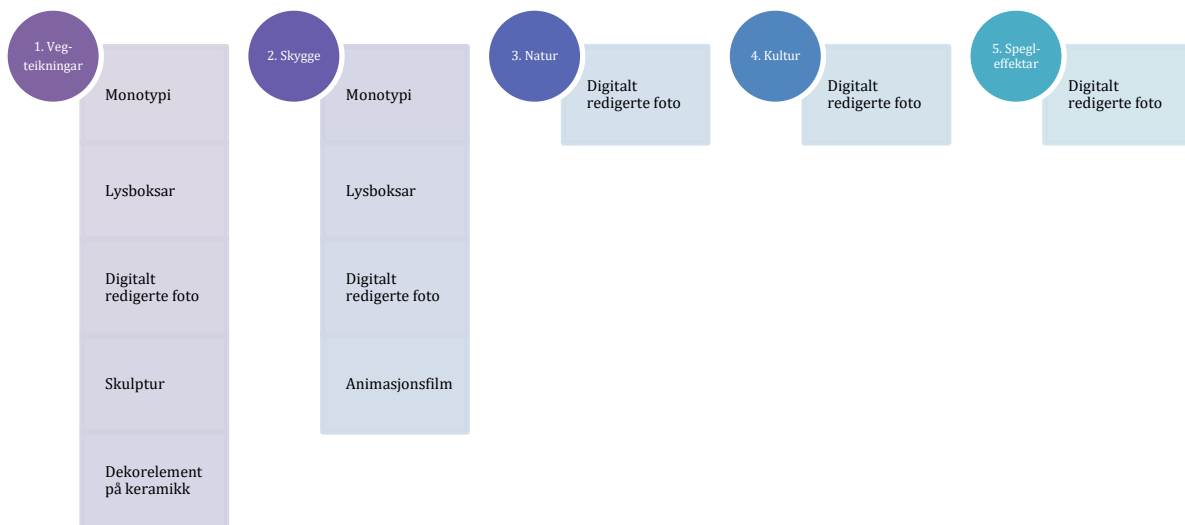 1. Veg-
teikningar
Monotypi
Lysboksar
Digitalt
redigerte foto
Skulptur
Dekorelement
på keramikk
2. Skygge
Monotypi
Lysboksar
Digitalt
redigerte foto
Animasjonsfilm
3. Natur
Digitalt
redigerte foto
4. Kultur
Digitalt
redigerte foto
5. Spegl-
effektar
Digitalt
redigerte foto